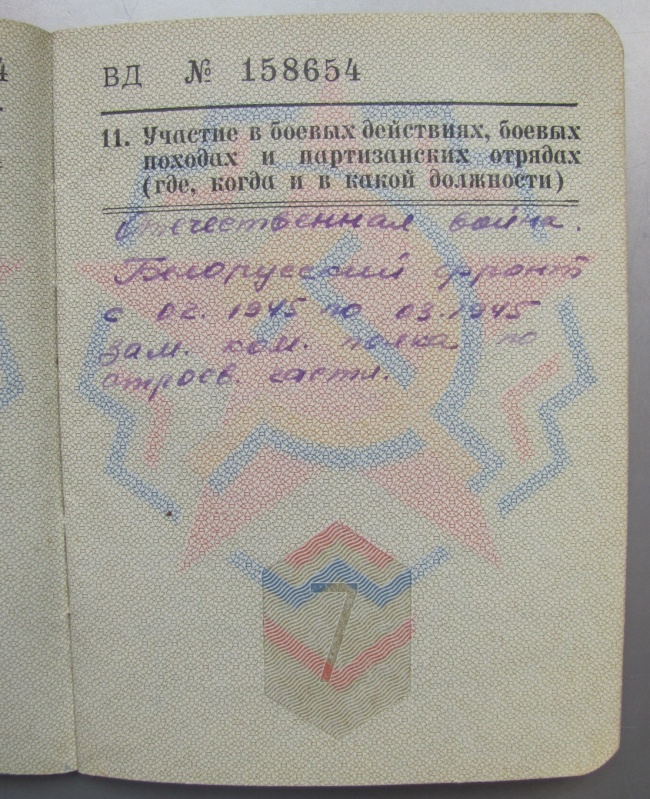 4
ВД № 158654
11. Участие в боевых действиях, боевых
походах и партизанских отрядах
(где, когда и в какой должности)
Отечественная война.
Белорусский фронт
с 02. 1945 по 03.1945
зам. ком. полка по
строев. части.
7